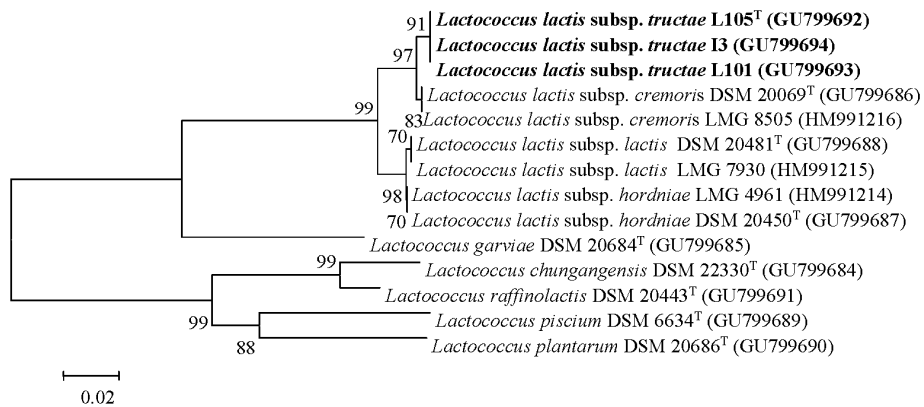 91 Lactococcus lactis subsp. tructae L105ᵀ (GU799692)
Lactococcus lactis subsp. tructae I3 (GU799694)
97
Lactococcus lactis subsp. tructae L101 (GU799693)
Lactococcus lactis subsp. cremoris DSM 20069ᵀ (GU799686)
99
83 Lactococcus lactis subsp. cremoris LMG 8505 (HM991216)
70
Lactococcus lactis subsp. lactis DSM 20481ᵀ (GU799688)
Lactococcus lactis subsp. lactis LMG 7930 (HM991215)
98 Lactococcus lactis subsp. hordniae LMG 4961 (HM991214)
70 Lactococcus lactis subsp. hordniae DSM 20450ᵀ (GU799687)
Lactococcus garviae DSM 20684ᵀ (GU799685)
99
Lactococcus chungangensis DSM 22330ᵀ (GU799684)
Lactococcus raffinolactis DSM 20443ᵀ (GU799691)
99
Lactococcus piscium DSM 6634ᵀ (GU799689)
88
Lactococcus plantarum DSM 20686ᵀ (GU799690)
0.02